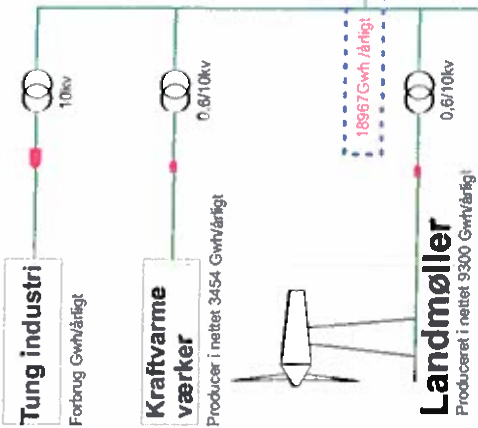 Tung industri
Forbrug Gwh/årligt
10kv
Kraftvarme
værker
Producer i nettet 3454 Gwh/årligt
0,6/10kv
18967Gwh /årligt
Landmøller
Produceret i nettet 9300 Gwh/årligt
0,6/10kv